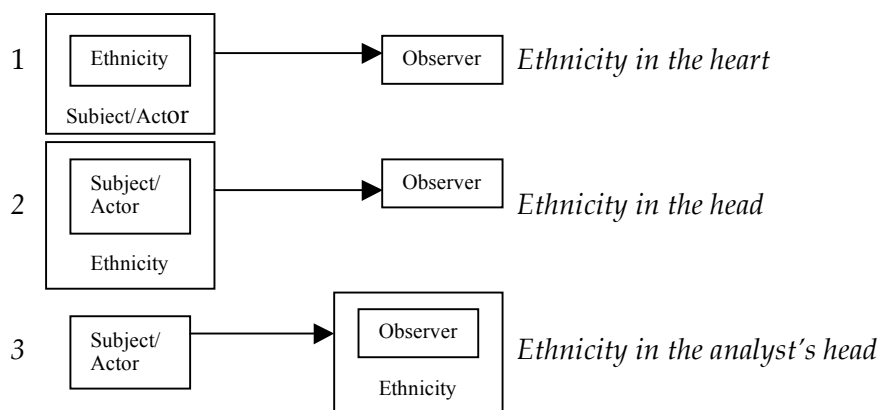 1
Ethnicity
Subject/Actor
Observer
Ethnicity in the heart
2
Subject/
Actor
Ethnicity
Observer
Ethnicity in the head
3
Subject/
Actor
Observer
Ethnicity
Ethnicity in the analyst's head